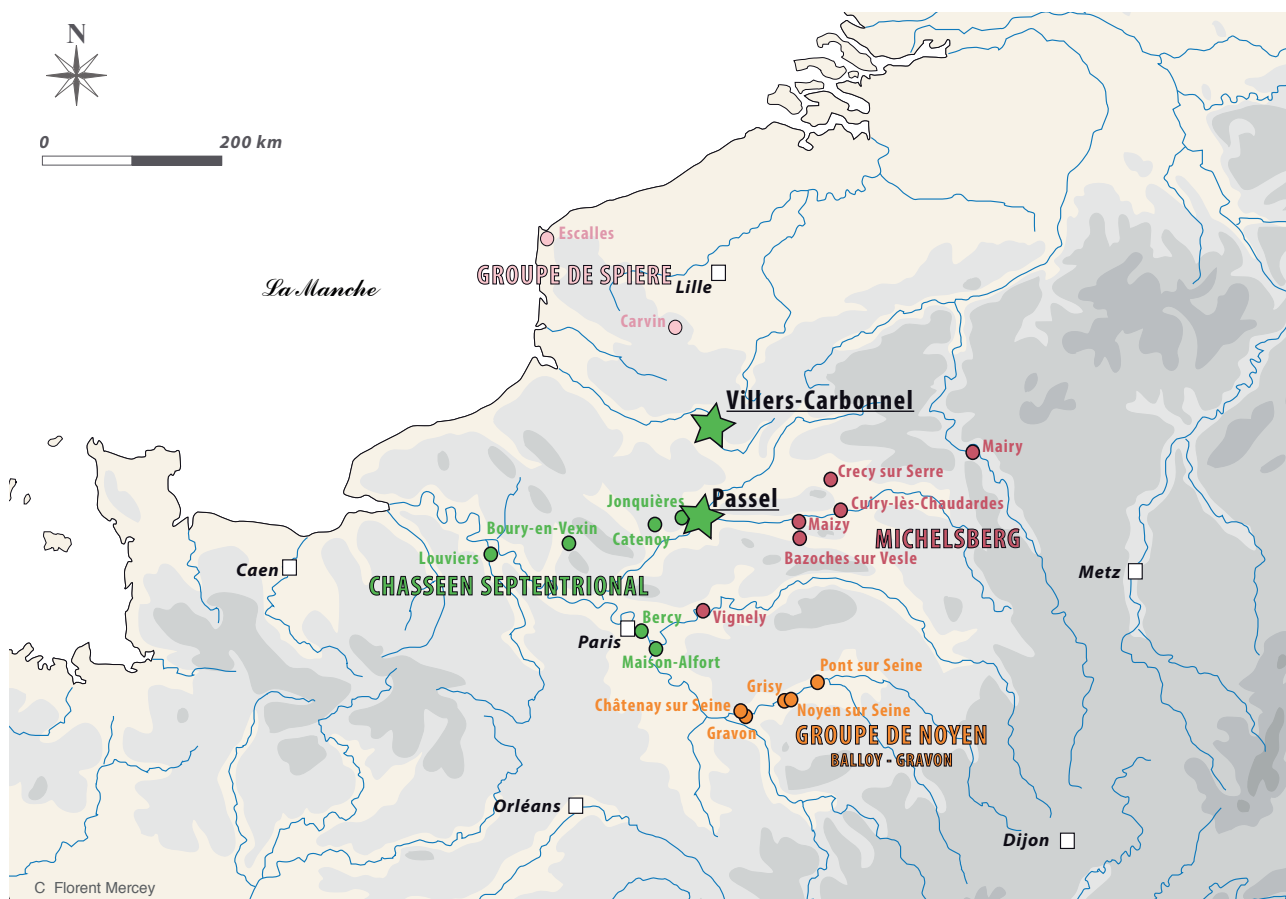 N
0 200 km
Escalles
GROUPE DE SPIERE
La Manche
Lille
Carvin
Villers-Carbonnel
Mairy
Crecy sur Serre
Passel
Jonquières
Cuiry-lès-Chaudardes
Boury-en-Vexin
Maizy
Catenoy
MICHELSBERG
Louviers
Bazoches sur Vesle
Caen
Metz
CHASSEEN SEPTENTRIONAL
Bercy
Vignely
Paris
Maison-Alfort
Pont sur Seine
Grisy
Châtenay sur Seine
Noyen sur Seine
Gravon
GROUPE DE NOYEN
BALLOY - GRAVON
Orléans
Dijon
C Florent Mercey